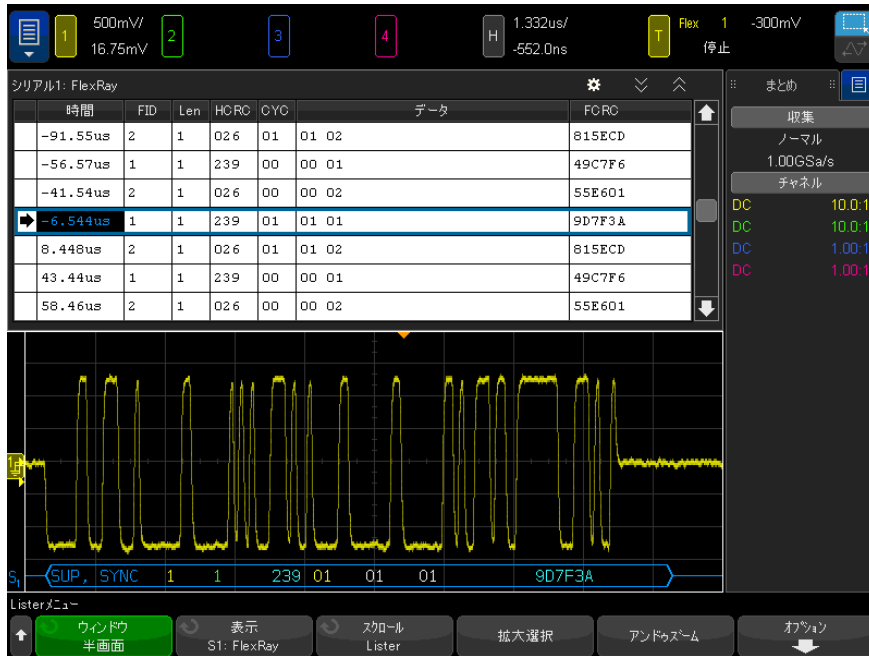 1 500mV/ 2 3 4 H 1.332us/ T Flex 1 -300mV
16.75mV -552.0ns 停止
シリアル1: FlexRay
時間 FID Len HCRC CYC データ FCRC
-91.55us 2 1 026 01 01 02 815ECD
-56.57us 1 1 239 00 00 01 49C7F6
-41.54us 2 1 026 00 00 02 55E601
-6.544us 1 1 239 01 01 01 9D7F3A
8.448us 2 1 026 01 01 02 815ECD
43.44us 1 1 239 00 00 01 49C7F6
58.46us 2 1 026 00 00 02 55E601
まとめ
収集
ノーマル
1.00GSa/s
チャネル
DC 10.0:1
DC 10.0:1
DC 1.00:1
DC 1.00:1
S1 SUP, SYNC 1 1 239 01 01 01 9D7F3A
Listerメニュー
ウィンドウ
半画面
表示
S1: FlexRay
スクロール
Lister
拡大選択
アンドゥズーム
オプション